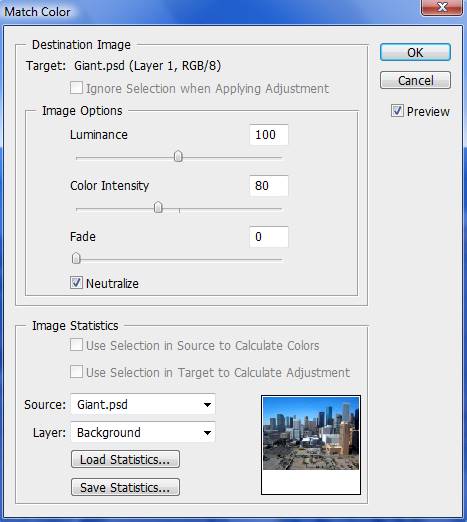 Match Color
Destination Image
Target: Giant.psd (Layer 1, RGB/8)
Ignore Selection when Applying Adjustment
Image Options
Luminance 100
Color Intensity 80
Fade 0
Neutralize
OK
Cancel
Preview
Image Statistics
Use Selection in Source to Calculate Colors
Use Selection in Target to Calculate Adjustment
Source: Giant.psd
Layer: Background
Load Statistics...
Save Statistics...